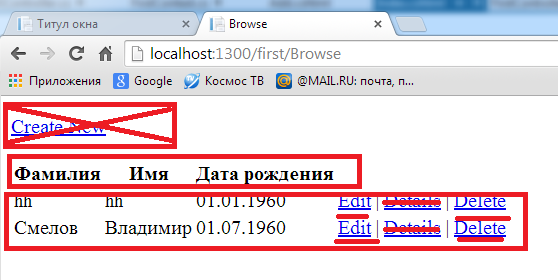 Титул окна Browse
localhost:1300/first/Browse
Приложения Google Космос ТВ @MAIL.RU: почта, п...
Create New
Фамилия Имя Дата рождения
hh hh 01.01.1960 Edit | Details | Delete
Смелов Владимир 01.07.1960 Edit | Details | Delete